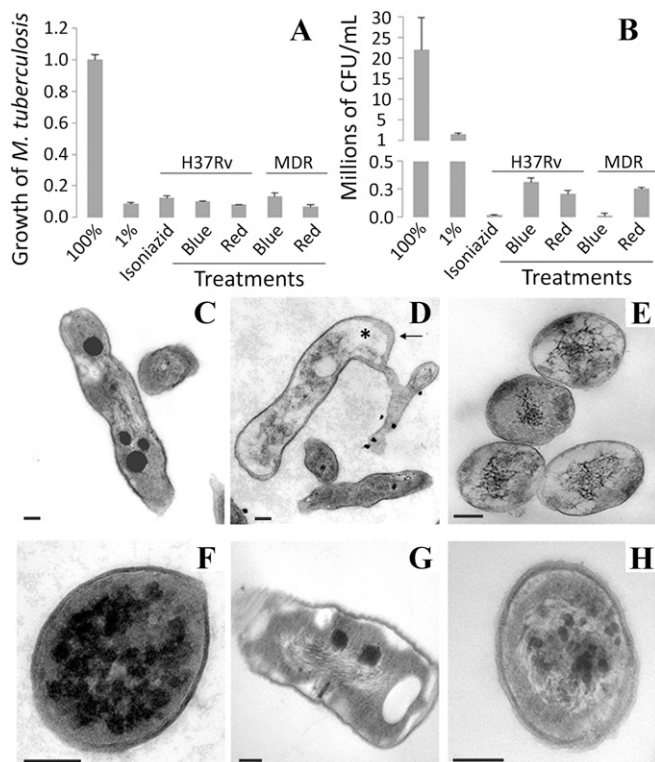 A
Growth of M. tuberculosis
1.2
1.0
0.8
0.6
0.4
0.2
0.0
H37Rv
MDR
100%
1%
Isoniazid
Blue
Red
Blue
Red
Treatments
B
Millions of CFU/mL
30
25
20
15
10
5
1
0.5
0.3
0.0
H37Rv
MDR
100%
1%
Isoniazid
Blue
Red
Blue
Red
Treatments
C
D
*
E
F
G
H